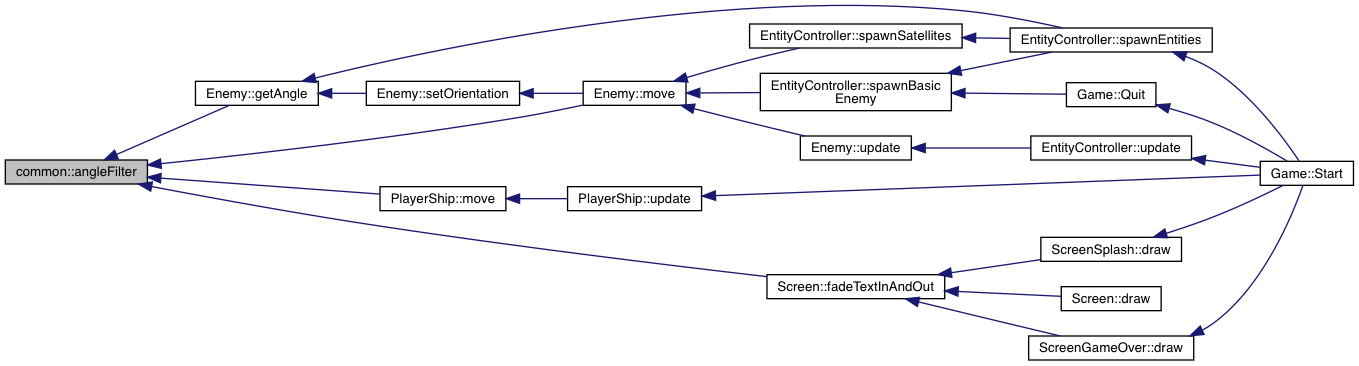 EntityController::spawnSatellites
EntityController::spawnEntities
Enemy::getAngle
Enemy::setOrientation
Enemy::move
EntityController::spawnBasic
Enemy
Game::Quit
Enemy::update
EntityController::update
common::angleFilter
Game::Start
PlayerShip::move
PlayerShip::update
ScreenSplash::draw
Screen::fadeTextInAndOut
Screen::draw
ScreenGameOver::draw